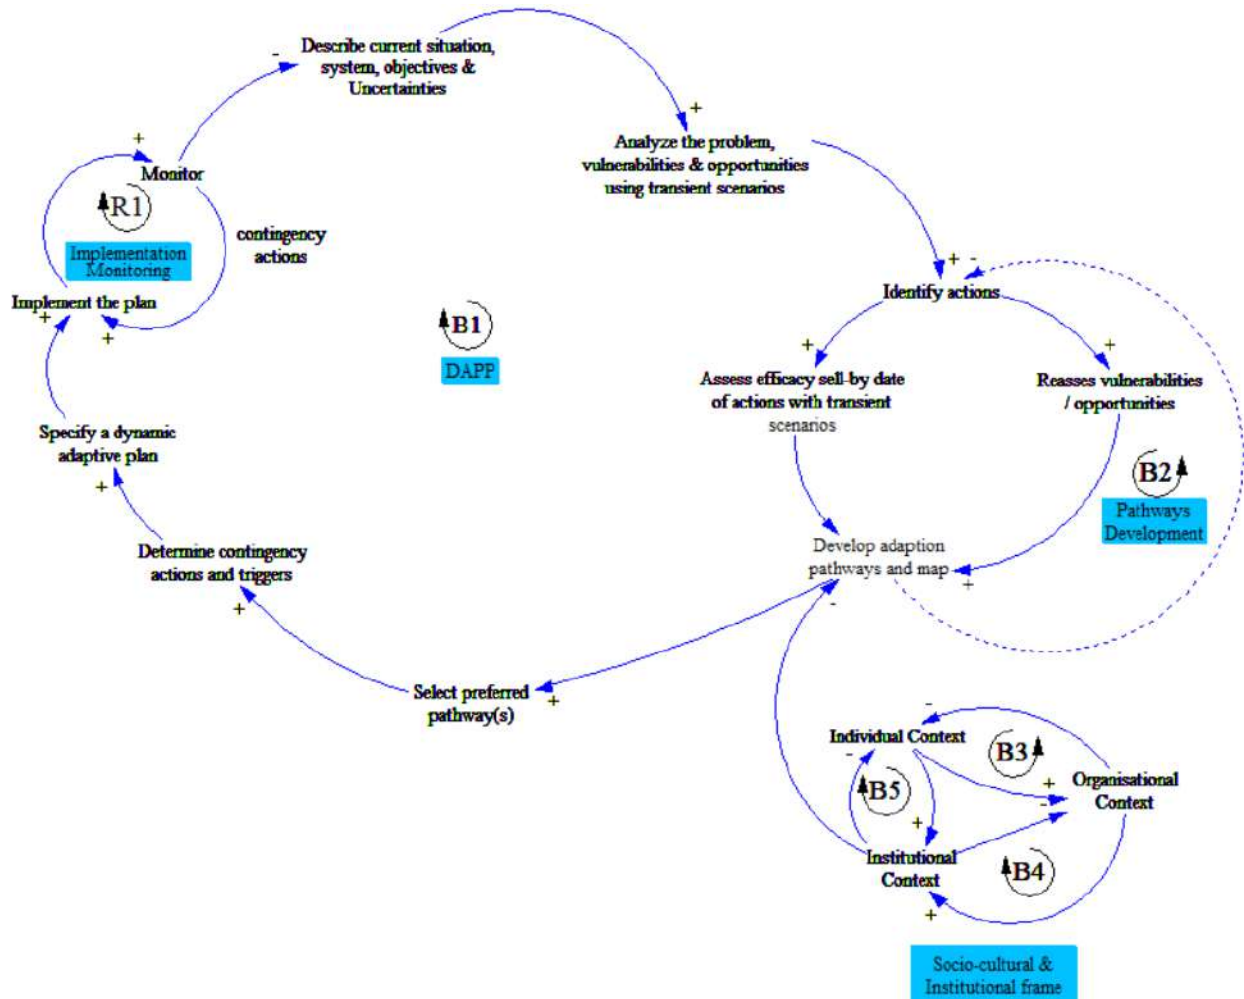 Describe current situation,
system, objectives &
Uncertainties
-
+
Analyze the problem,
vulnerabilities & opportunities
using transient scenarios
+
Monitor
R1
Implementation
Monitoring
contingency
actions
Implement the plan
+
+
B1
DAPP
+ -
Identify actions
+
+
Assess efficacy sell-by date
of actions with transient
scenarios
Reasses vulnerabilities
/ opportunities
Specify a dynamic
adaptive plan
+
B2
Pathways
Development
Determine contingency
actions and triggers
+
Develop adaption
pathways and map
+
-
Select preferred
pathway(s)
+
-
Individual Context
-
B3
Organisational
Context
+
-
B5
+
Institutional
Context
B4
+
Socio-cultural &
Institutional frame